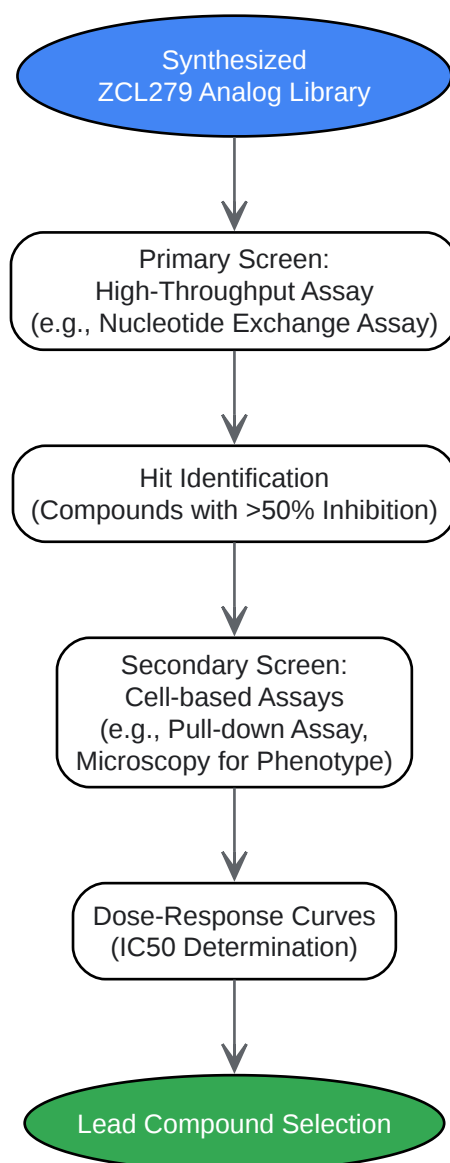 Synthesized
ZCL279 Analog Library
Primary Screen:
High-Throughput Assay
(e.g., Nucleotide Exchange Assay)
Hit Identification
(Compounds with >50% Inhibition)
Secondary Screen:
Cell-based Assays
(e.g., Pull-down Assay,
Microscopy for Phenotype)
Dose-Response Curves
(IC50 Determination)
Lead Compound Selection